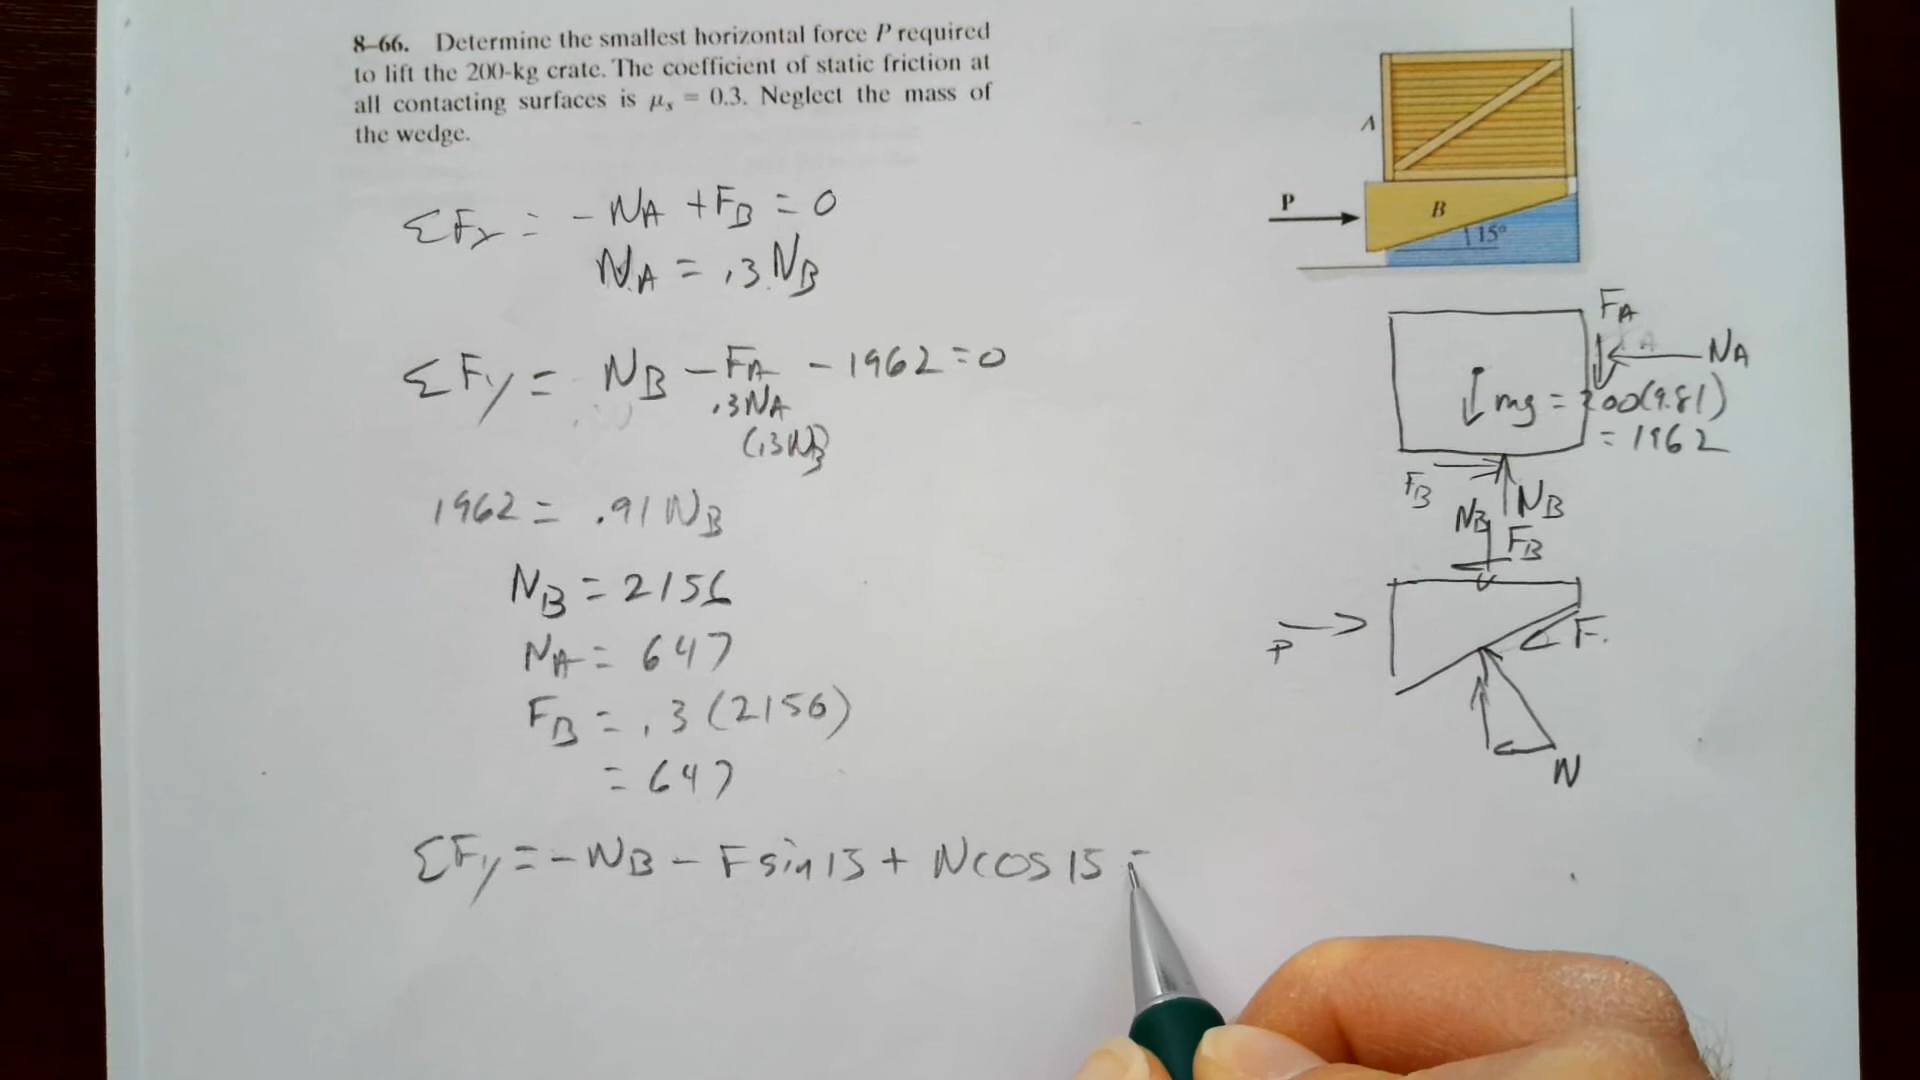 8–66. Determine the smallest horizontal force P required
to lift the 200-kg crate. The coefficient of static friction at
all contacting surfaces is μs = 0.3. Neglect the mass of
the wedge.
A
P
B
15°
ΣFx = - NA + FB = 0
NA = .3 NB
ΣFy = NB - FA - 1962 = 0
.3NA
(.3NB)
1962 = .91 NB
NB = 2156
NA = 647
FB = .3 (2156)
= 647
ΣFy = - NB - F sin 15 + N cos 15 =
FA
NA
mg = 200(9.81)
= 1962
FB
NB
NB
FB
P
F
N